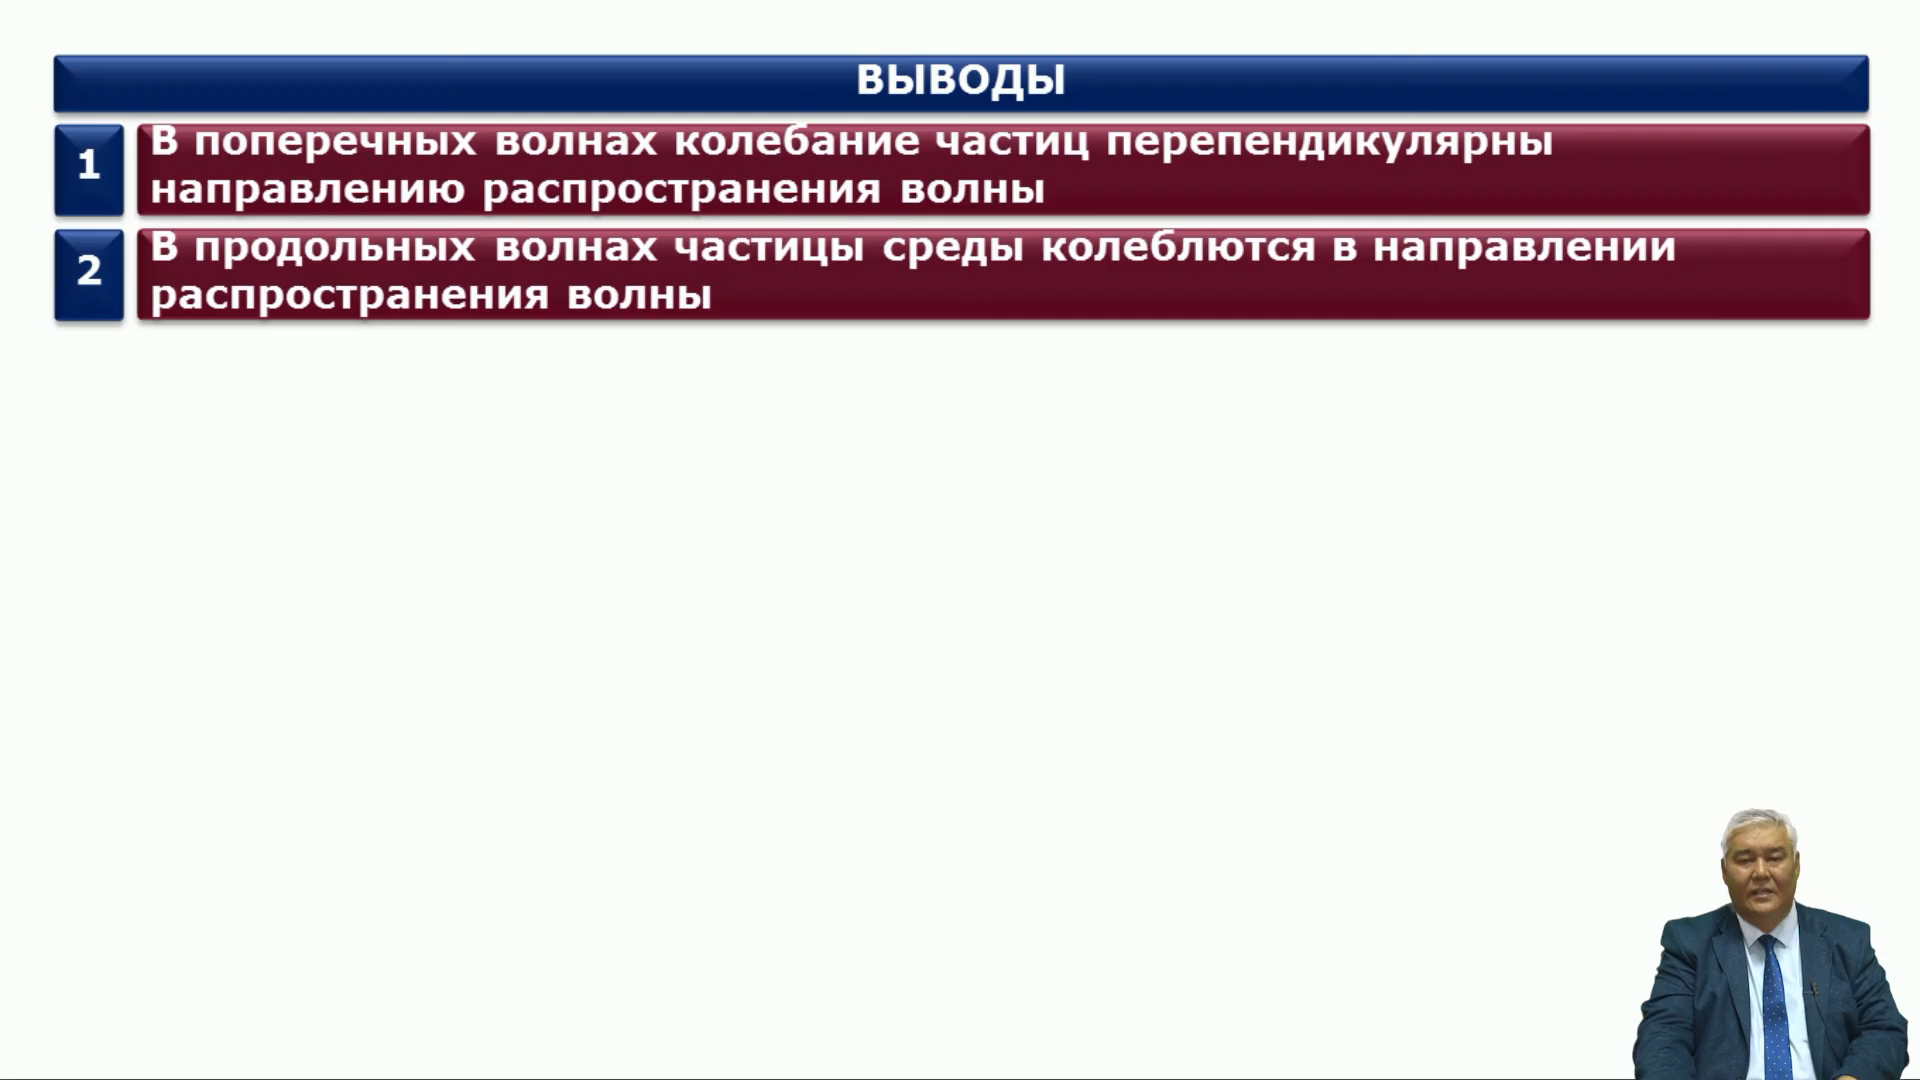 ВЫВОДЫ
1
В поперечных волнах колебание частиц перепендикулярны
направлению распространения волны
2
В продольных волнах частицы среды колеблются в направлении
распространения волны